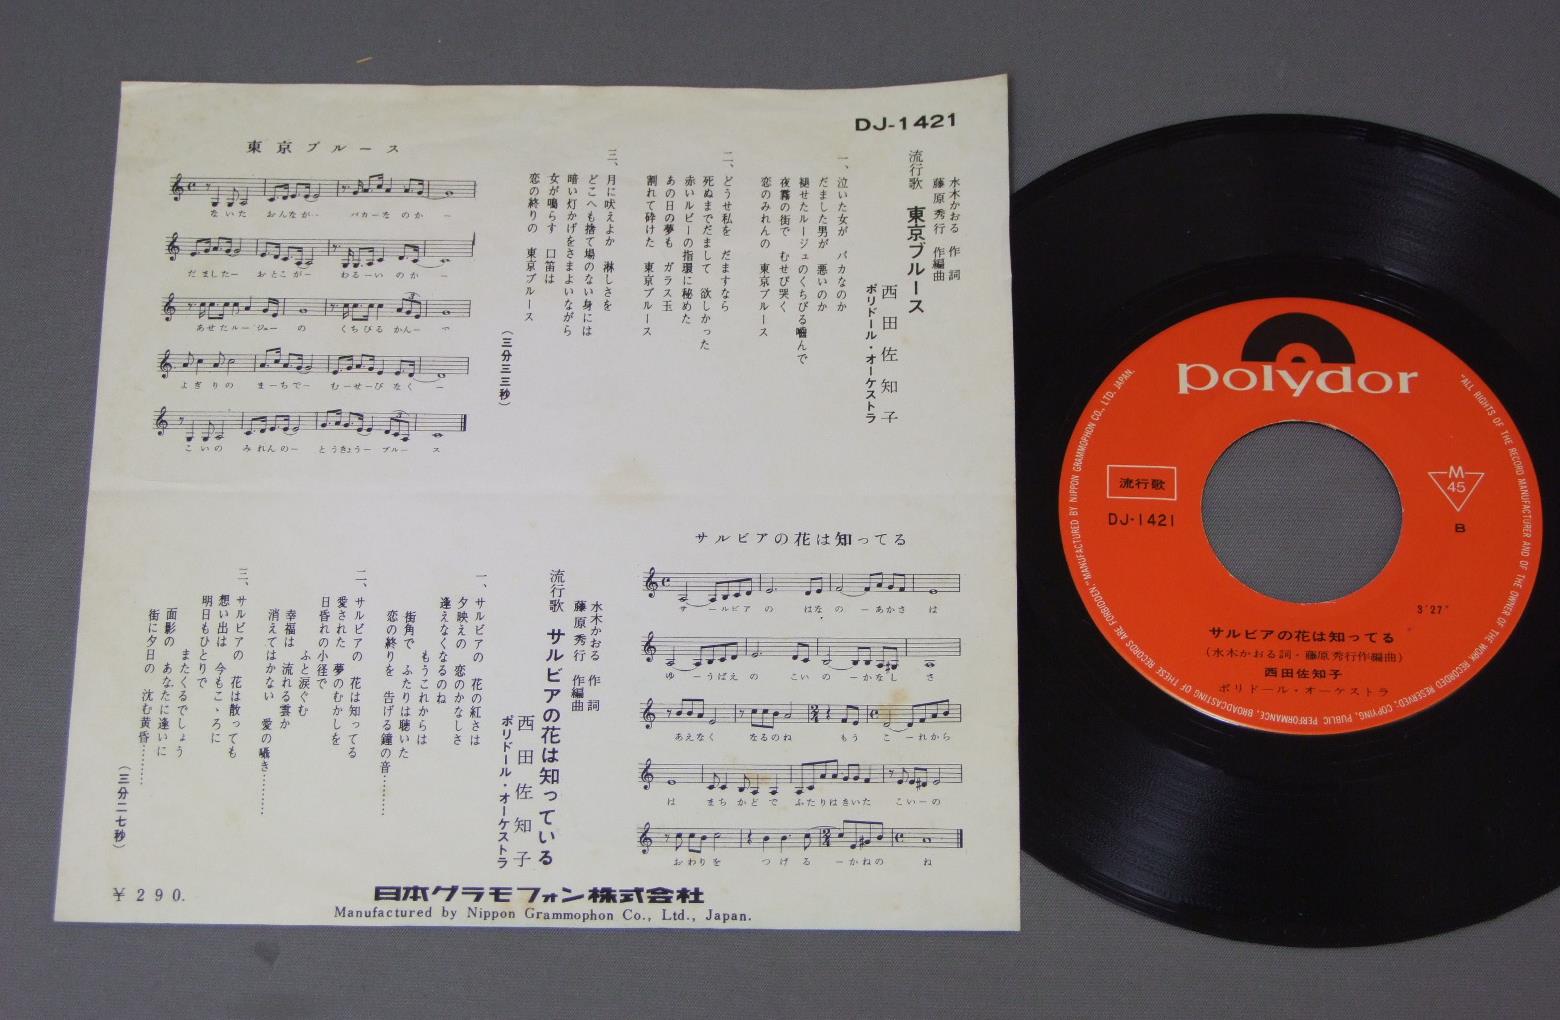 DJ-1421
水木かおる 作詞
藤原秀行 作編曲
流行歌 東京ブルース
西田佐知子
ポリドール・オーケストラ
一、泣いた女が バカなのか
だました男が 悪いのか
褪せたルージュのくちびる噛んで
夜霧の街で むせび哭く
恋のみれんの 東京ブルース
二、どうせ私を だますなら
死ぬまでだまして 欲しかった
赤いルビーの指環に秘めた
あの日の夢も ガラス玉
割れて砕けた 東京ブルース
三、月に吠えよか 淋しさを
どこへも捨て場のない身には
暗い灯かげをさまよいながら
女が鳴らす 口笛は
恋の終りの 東京ブルース
(三分三三秒)
東京ブルース
ないた おんなが- バカーな のか-
だました- おとこが- わる-い のか-
あせたルージューの くちびる かん-で
よぎりの まーちで- む-せ-び なく-
こいの みれんの- とうきょう- ブルース
サルビアの花は知ってる
サールビア の はな の-あかさ は
ゆ-うばえ の こい の-かなし さ
あえなく なるのね もう こ-れから
は まち かど で ふたりはきいた こい-の
おわりを つげる -かねの ね
水木かおる 作詞
藤原秀行 作編曲
流行歌 サルビアの花は知っている
西田佐知子
ポリドール・オーケストラ
一、サルビアの 花の紅さは
夕映えの 恋のかなしさ
逢えなくなるのね
もうこれからは
街角で ふたりは聴いた
恋の終りを 告げる鐘の音…………
二、サルビアの 花は知ってる
愛された 夢のむかしを
日昏れの小径で
ふと涙ぐむ
幸福は 流れる雲か
消えてはかない 愛の囁き…………
三、サルビアの 花は散っても
想い出は 今もこゝろに
明日もひとりで
またくるでしょう
面影の あなたに逢いに
街に夕日の 沈む黄昏…………
(三分二七秒)
¥290.
日本グラモフォン株式会社
Manufactured by Nippon Grammophon Co., Ltd., Japan.
polydor
流行歌
DJ-1421
M
45
B
3'27"
サルビアの花は知ってる
(水木かおる詞・藤原秀行作編曲)
西田佐知子
ポリドール・オーケストラ
"ALL RIGHTS OF THE RECORD MANUFACTURER AND OF THE OWNER OF THE WORK RECORDED RESERVED. COPYING, PUBLIC PERFORMANCE, BROADCASTING OF THESE RECORDS ARE FORBIDDEN." MANUFACTURED BY NIPPON GRAMMOPHON CO., LTD. JAPAN.